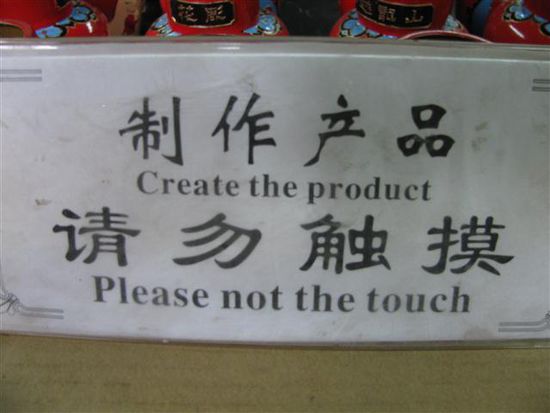 制作产品
Create the product
请勿触摸
Please not the touch